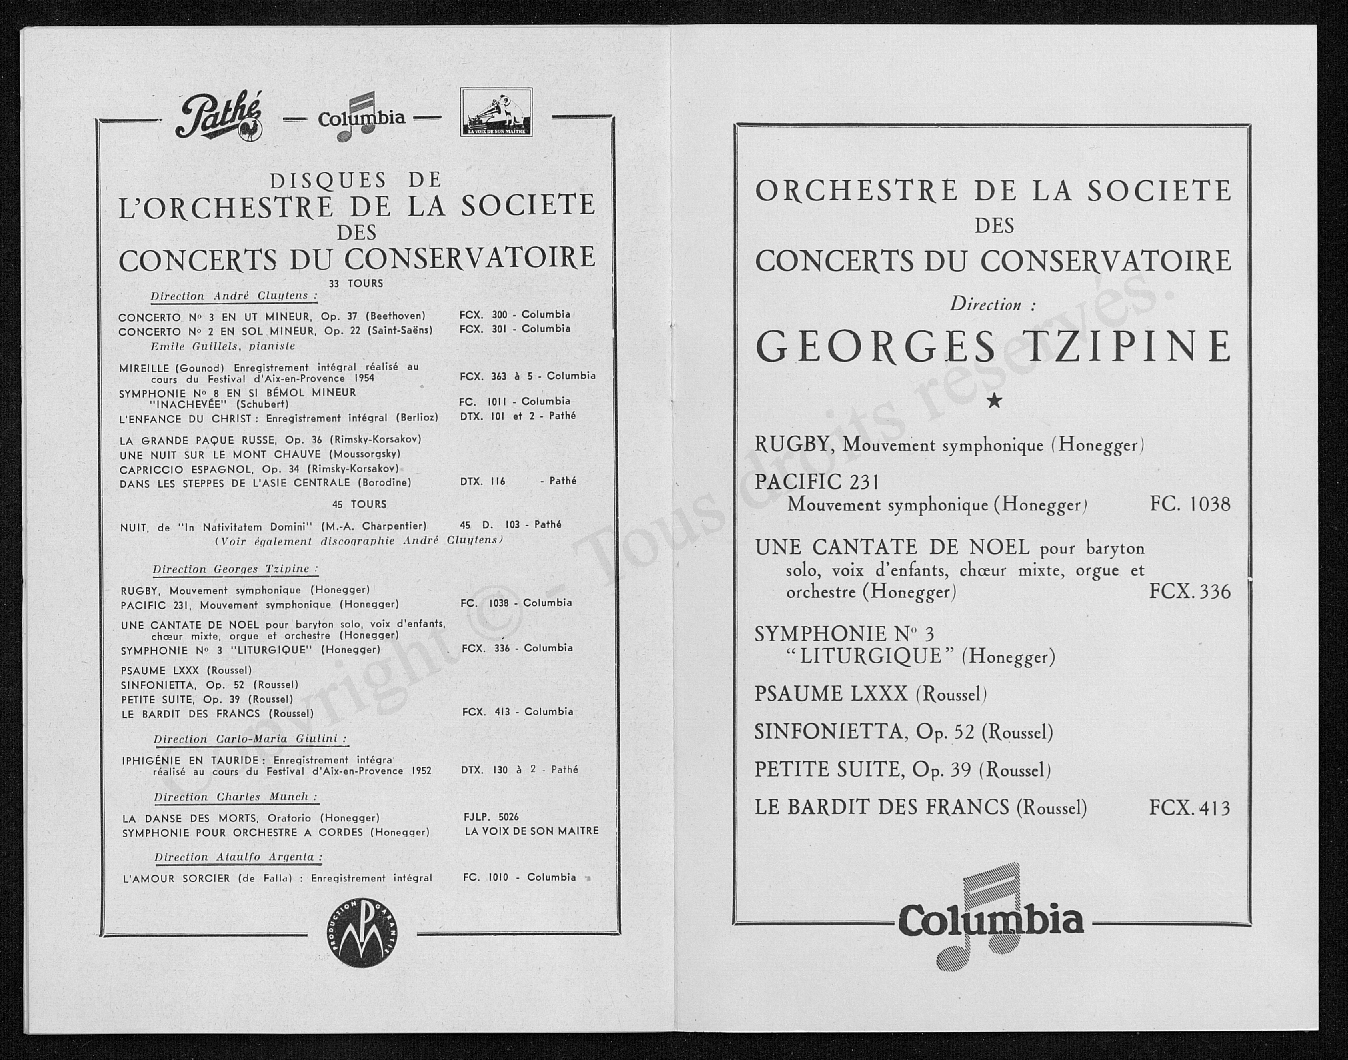 Pathé
Columbia
LA VOIX DE SON MAITRE
DISQUES DE
L'ORCHESTRE DE LA SOCIETE
DES
CONCERTS DU CONSERVATOIRE
33 TOURS
Direction André Cluytens :
CONCERTO No 3 EN UT MINEUR, Op. 37 (Beethoven) FCX. 300 - Columbia
CONCERTO No 2 EN SOL MINEUR, Op. 22 (Saint-Saëns) FCX. 301 - Columbia
Emile Guillels, pianiste
MIREILLE (Gounod) Enregistrement intégral réalisé au
cours du Festival d'Aix-en-Provence 1954 FCX. 363 à 5 - Columbia
SYMPHONIE No 8 EN SI BÉMOL MINEUR
"INACHEVÉE" (Schubert) FC. 1011 - Columbia
L'ENFANCE DU CHRIST : Enregistrement intégral (Berlioz) DTX. 101 et 2 - Pathé
LA GRANDE PAQUE RUSSE, Op. 36 (Rimsky-Korsakov)
UNE NUIT SUR LE MONT CHAUVE (Moussorgsky)
CAPRICCIO ESPAGNOL, Op. 34 (Rimsky-Korsakov)
DANS LES STEPPES DE L'ASIE CENTRALE (Borodine) DTX. 116 - Pathé
45 TOURS
NUIT, de "In Nativitatem Domini" (M.-A. Charpentier) 45 D. 103 - Pathé
(Voir également discographie André Cluytens)
Direction Georges Tzipine :
RUGBY, Mouvement symphonique (Honegger)
PACIFIC 231, Mouvement symphonique (Honegger) FC. 1038 - Columbia
UNE CANTATE DE NOEL pour baryton solo, voix d'enfants,
chœur mixte, orgue et orchestre (Honegger)
SYMPHONIE No 3 "LITURGIQUE" (Honegger) FCX. 336 - Columbia
PSAUME LXXX (Roussel)
SINFONIETTA, Op. 52 (Roussel)
PETITE SUITE, Op. 39 (Roussel)
LE BARDIT DES FRANCS (Roussel) FCX. 413 - Columbia
Direction Carlo-Maria Giulini :
IPHIGÉNIE EN TAURIDE : Enregistrement intégra
réalisé au cours du Festival d'Aix-en-Provence 1952 DTX. 130 à 2 - Pathé
Direction Charles Munch :
LA DANSE DES MORTS, Oratorio (Honegger) FJLP. 5026
SYMPHONIE POUR ORCHESTRE A CORDES (Honegger) LA VOIX DE SON MAITRE
Direction Ataulfo Argenta :
L'AMOUR SORCIER (de Falla) : Enregistrement intégral FC. 1010 - Columbia
PRODUCTION GARANTIE
PM
ORCHESTRE DE LA SOCIETE
DES
CONCERTS DU CONSERVATOIRE
Direction :
GEORGES TZIPINE
RUGBY, Mouvement symphonique (Honegger)
PACIFIC 231
Mouvement symphonique (Honegger) FC. 1038
UNE CANTATE DE NOEL pour baryton
solo, voix d'enfants, chœur mixte, orgue et
orchestre (Honegger) FCX. 336
SYMPHONIE No 3
"LITURGIQUE" (Honegger)
PSAUME LXXX (Roussel)
SINFONIETTA, Op. 52 (Roussel)
PETITE SUITE, Op. 39 (Roussel)
LE BARDIT DES FRANCS (Roussel) FCX. 413
Columbia
Copyright © - Tous droits réservés.